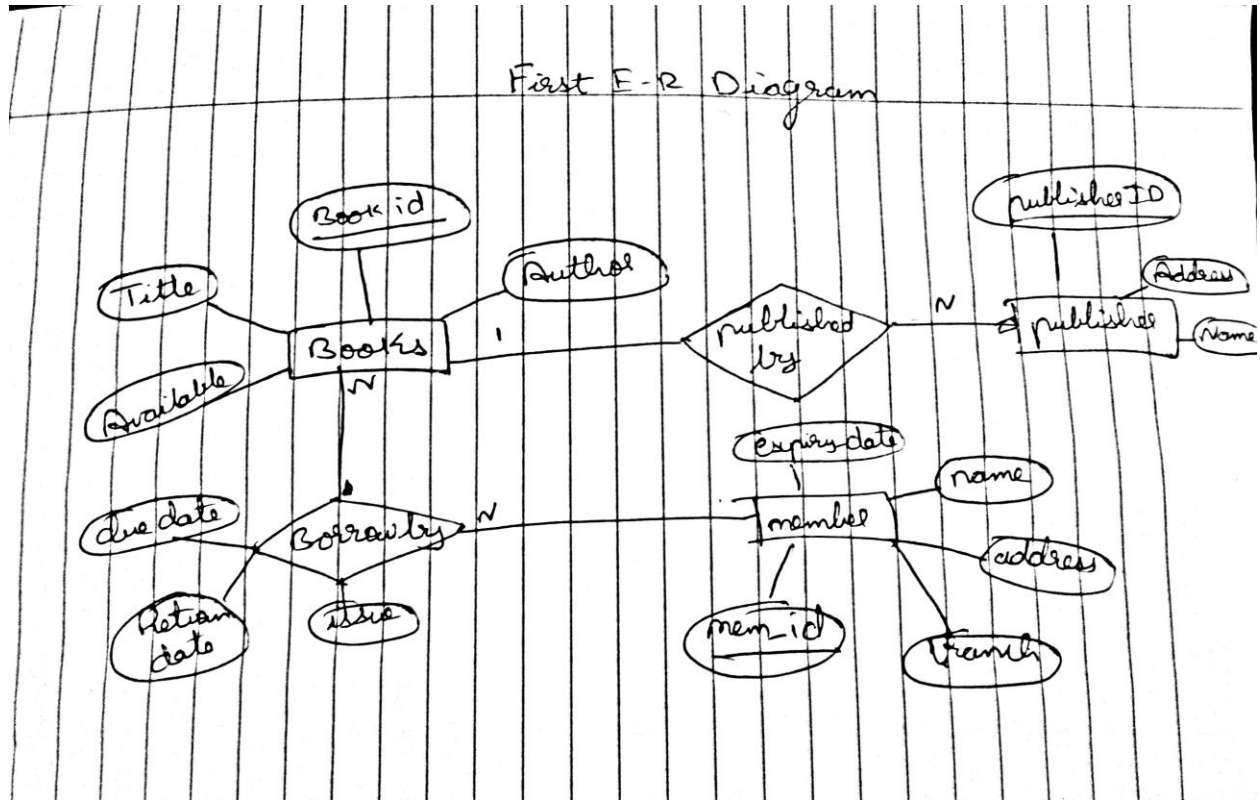 First E-R Diagram
Book id
publisher ID
Title
Author
Address
N
Books
1
published
by
publisher
Name
Available
N
expiry date
name
due date
Borrow by
N
member
address
Return
date
issue
mem_id
branch